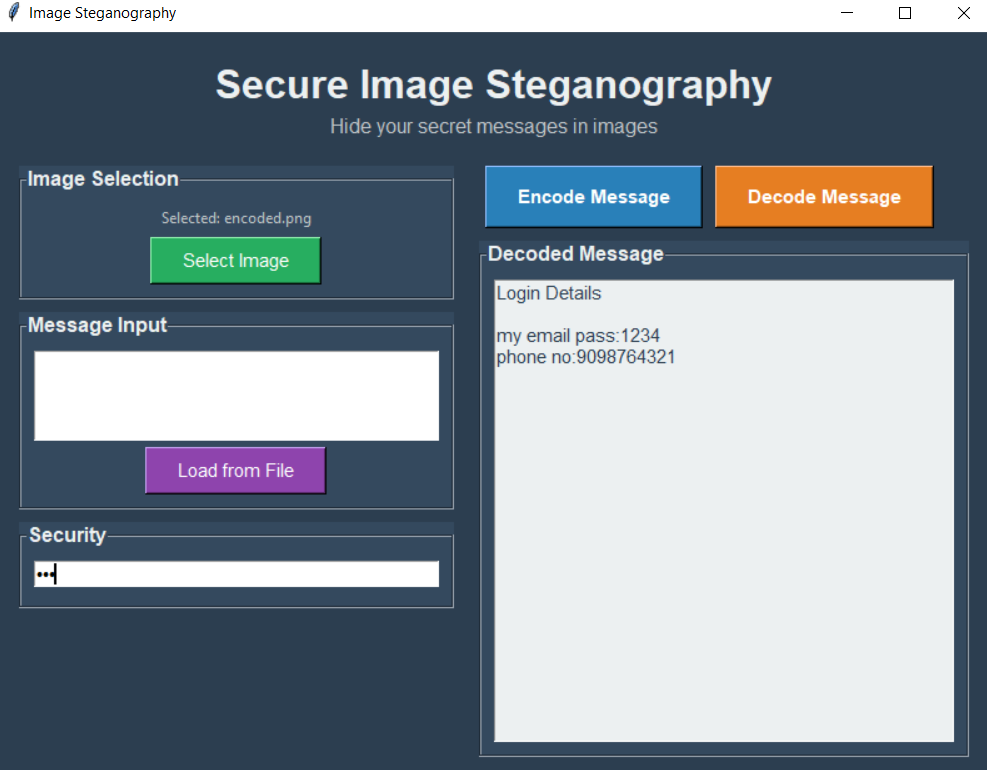 Image Steganography
Secure Image Steganography
Hide your secret messages in images
Image Selection
Selected: encoded.png
Select Image
Message Input
Load from File
Security
•••
Encode Message
Decode Message
Decoded Message
Login Details
my email pass:1234
phone no:9098764321